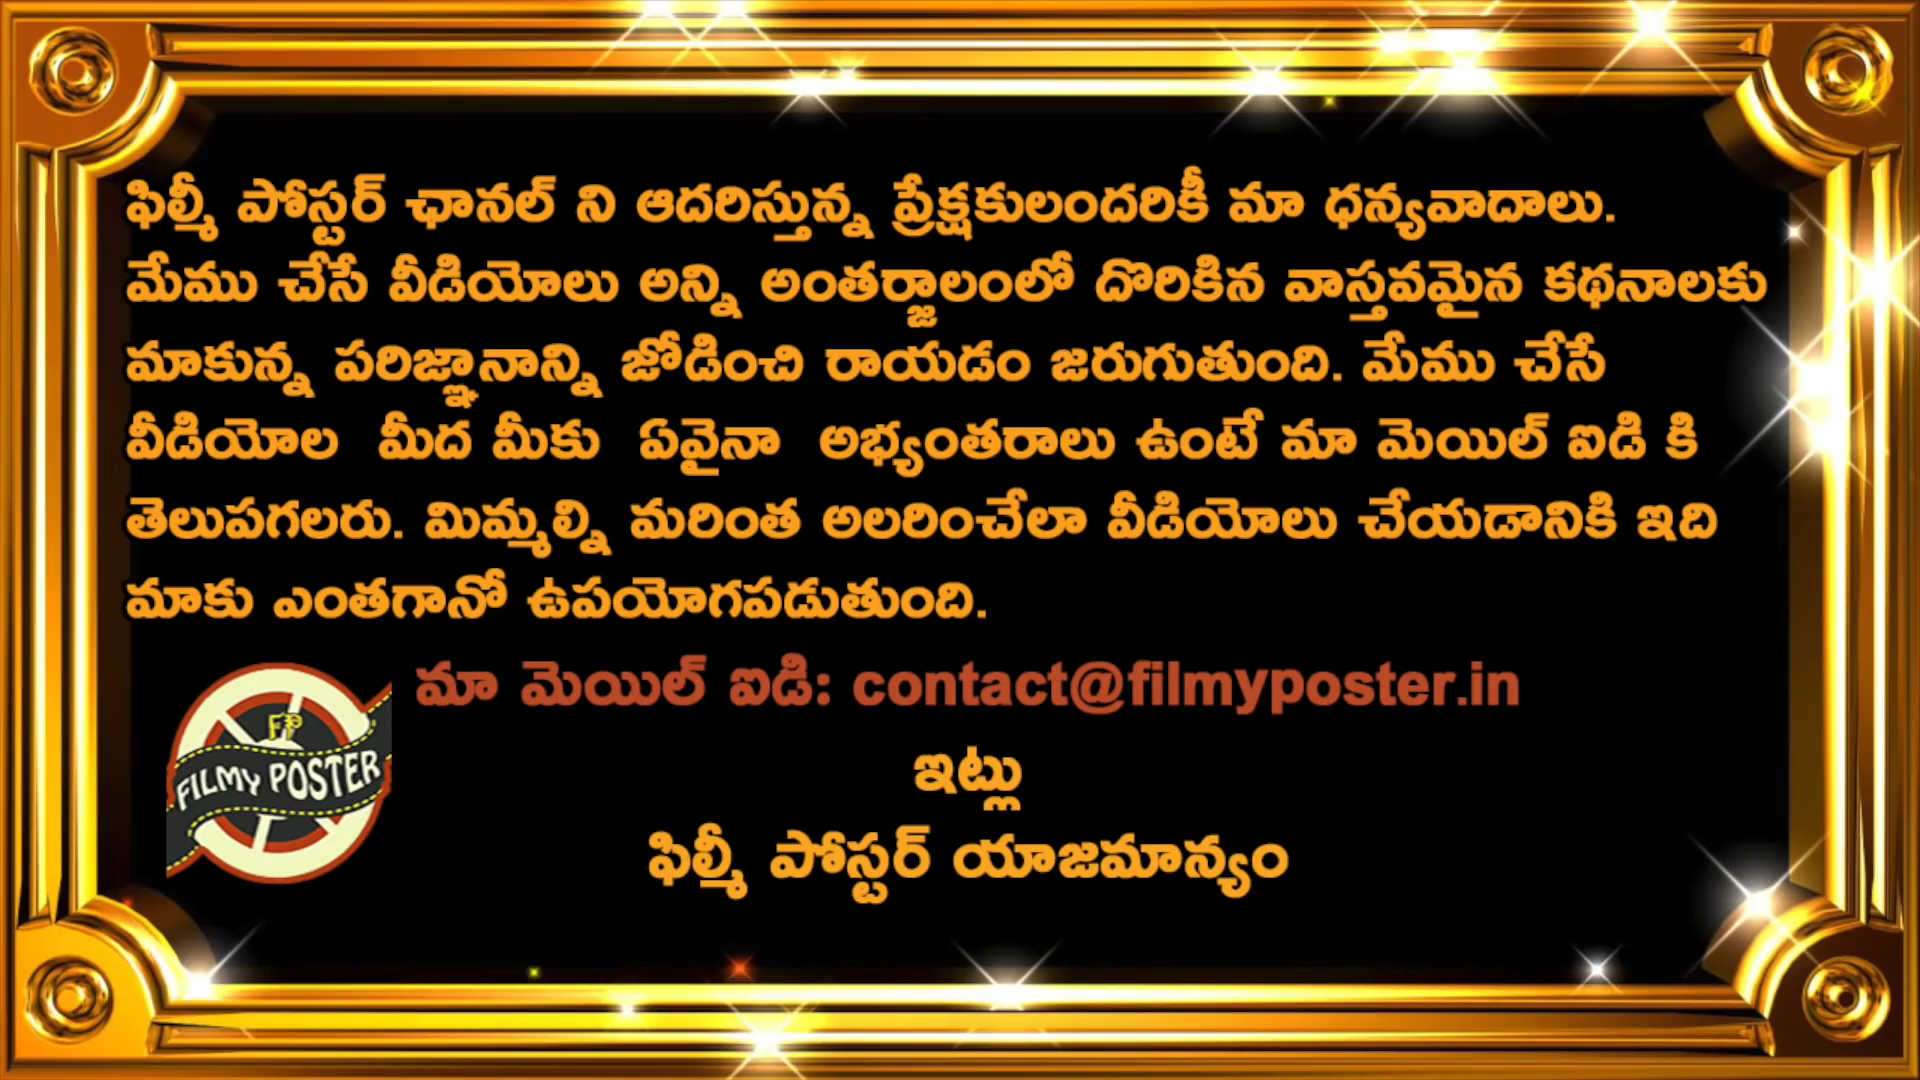 ఫిల్మీ పోస్టర్ ఛానల్ ని ఆదరిస్తున్న ప్రేక్షకులందరికీ మా ధన్యవాదాలు.
మేము చేసే వీడియోలు అన్ని అంతర్జాలంలో దొరికిన వాస్తవమైన కథనాలకు
మాకున్న పరిజ్ఞానాన్ని జోడించి రాయడం జరుగుతుంది. మేము చేసే
వీడియోల మీద మీకు ఏవైనా అభ్యంతరాలు ఉంటే మా మెయిల్ ఐడి కి
తెలుపగలరు. మిమ్మల్ని మరింత అలరించేలా వీడియోలు చేయడానికి ఇది
మాకు ఎంతగానో ఉపయోగపడుతుంది.
మా మెయిల్ ఐడి: contact@filmyposter.in
FP
FILMY POSTER
ఇట్లు
ఫిల్మీ పోస్టర్ యాజమాన్యం